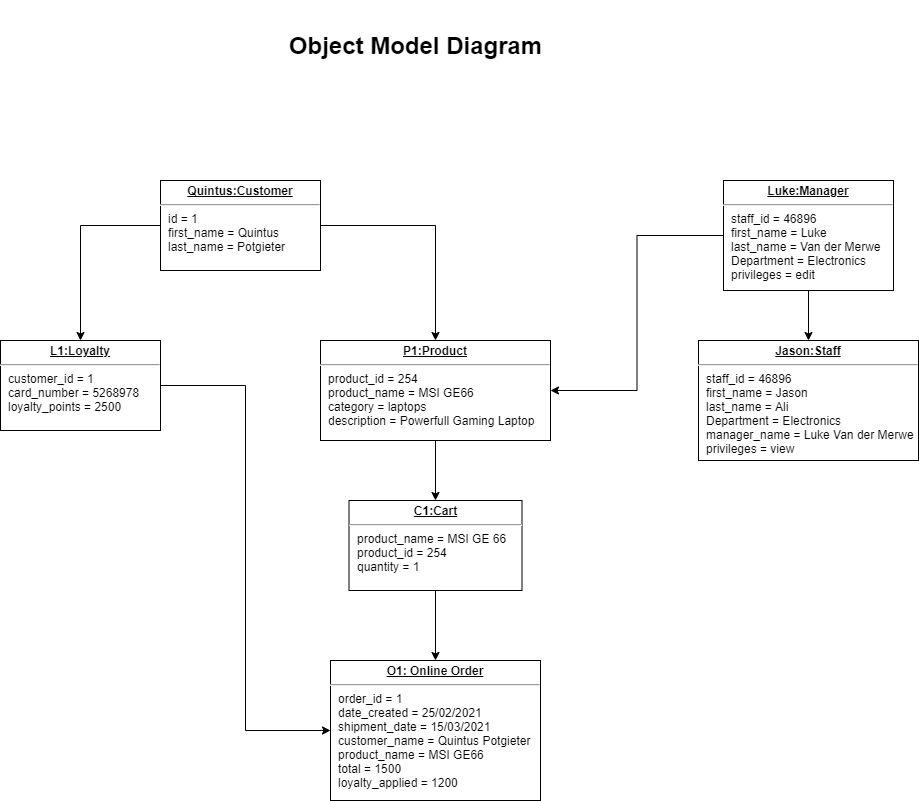 Object Model Diagram
Quintus:Customer
id = 1
first_name = Quintus
last_name = Potgieter
Luke:Manager
staff_id = 46896
first_name = Luke
last_name = Van der Merwe
Department = Electronics
privileges = edit
L1:Loyalty
customer_id = 1
card_number = 5268978
loyalty_points = 2500
P1:Product
product_id = 254
product_name = MSI GE66
category = laptops
description = Powerfull Gaming Laptop
Jason:Staff
staff_id = 46896
first_name = Jason
last_name = Ali
Department = Electronics
manager_name = Luke Van der Merwe
privileges = view
C1:Cart
product_name = MSI GE 66
product_id = 254
quantity = 1
O1: Online Order
order_id = 1
date_created = 25/02/2021
shipment_date = 15/03/2021
customer_name = Quintus Potgieter
product_name = MSI GE66
total = 1500
loyalty_applied = 1200